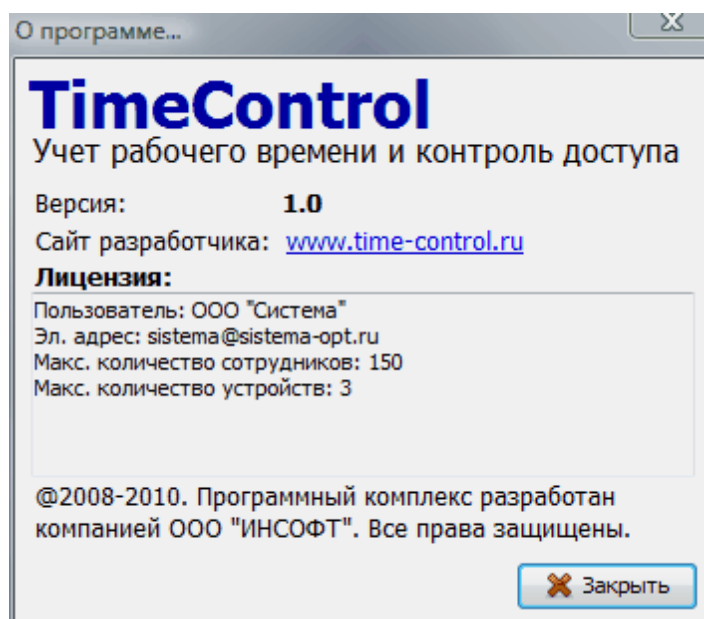 О программе...
TimeControl
Учет рабочего времени и контроль доступа
Версия: 1.0
Сайт разработчика: www.time-control.ru
Лицензия:
Пользователь: ООО "Система"
Эл. адрес: sistema@sistema-opt.ru
Макс. количество сотрудников: 150
Макс. количество устройств: 3
@2008-2010. Программный комплекс разработан
компанией ООО "ИНСОФТ". Все права защищены.
Закрыть